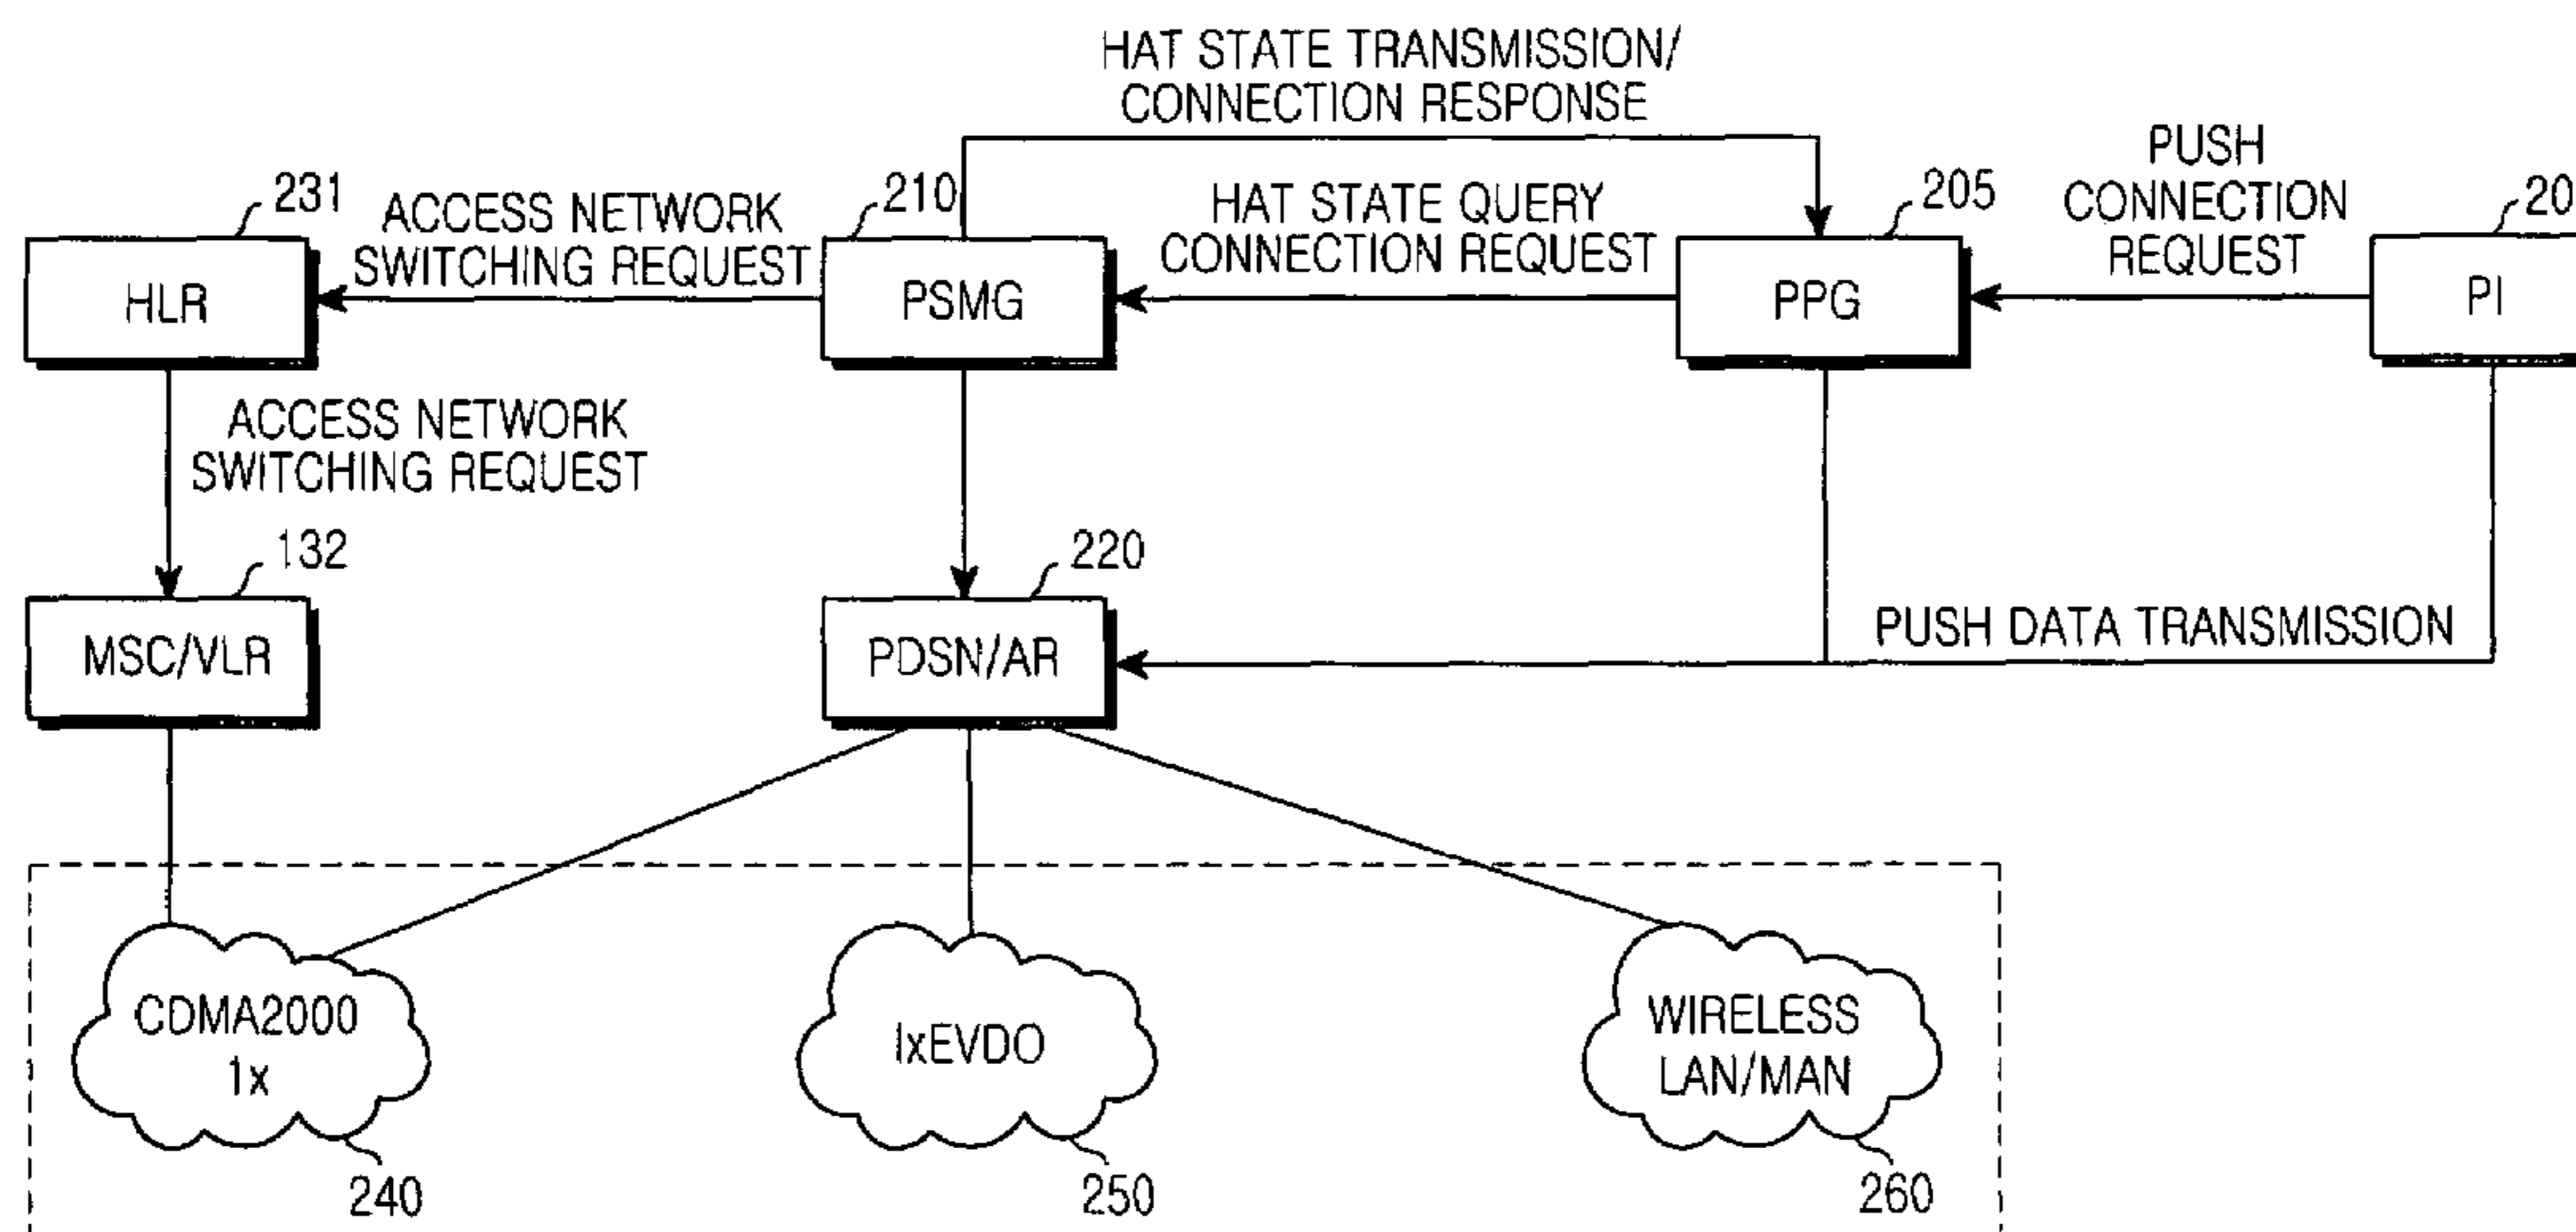 HAT STATE TRANSMISSION/
CONNECTION RESPONSE
PUSH
CONNECTION
REQUEST
231
ACCESS NETWORK
SWITCHING REQUEST
210
HAT STATE QUERY
CONNECTION REQUEST
205
20
HLR
PSMG
PPG
PI
ACCESS NETWORK
SWITCHING REQUEST
132
220
MSC/VLR
PDSN/AR
PUSH DATA TRANSMISSION
CDMA2000
1x
IxEVDO
WIRELESS
LAN/MAN
240
250
260